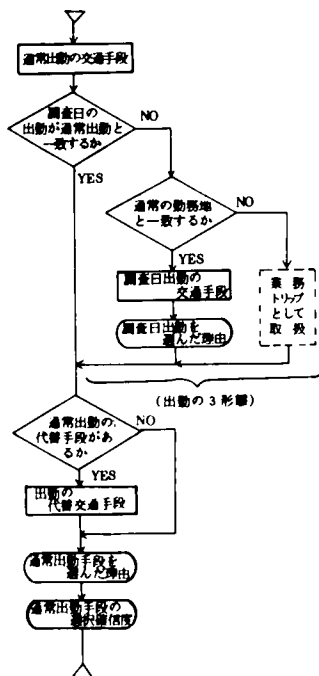 通常出勤の交通手段
調査日の
出勤が通常出勤と
一致するか
NO
YES
通常の勤務地
と一致するか
NO
YES
調査日出勤の
交通手段
調査日出勤を
選んだ理由
業務
トリップ
として
取扱
(出勤の3形態)
通常出勤の
代替手段があ
るか
NO
YES
出勤の
代替交通手段
通常出勤手段を
選んだ理由
通常出勤手段の
選択確信度